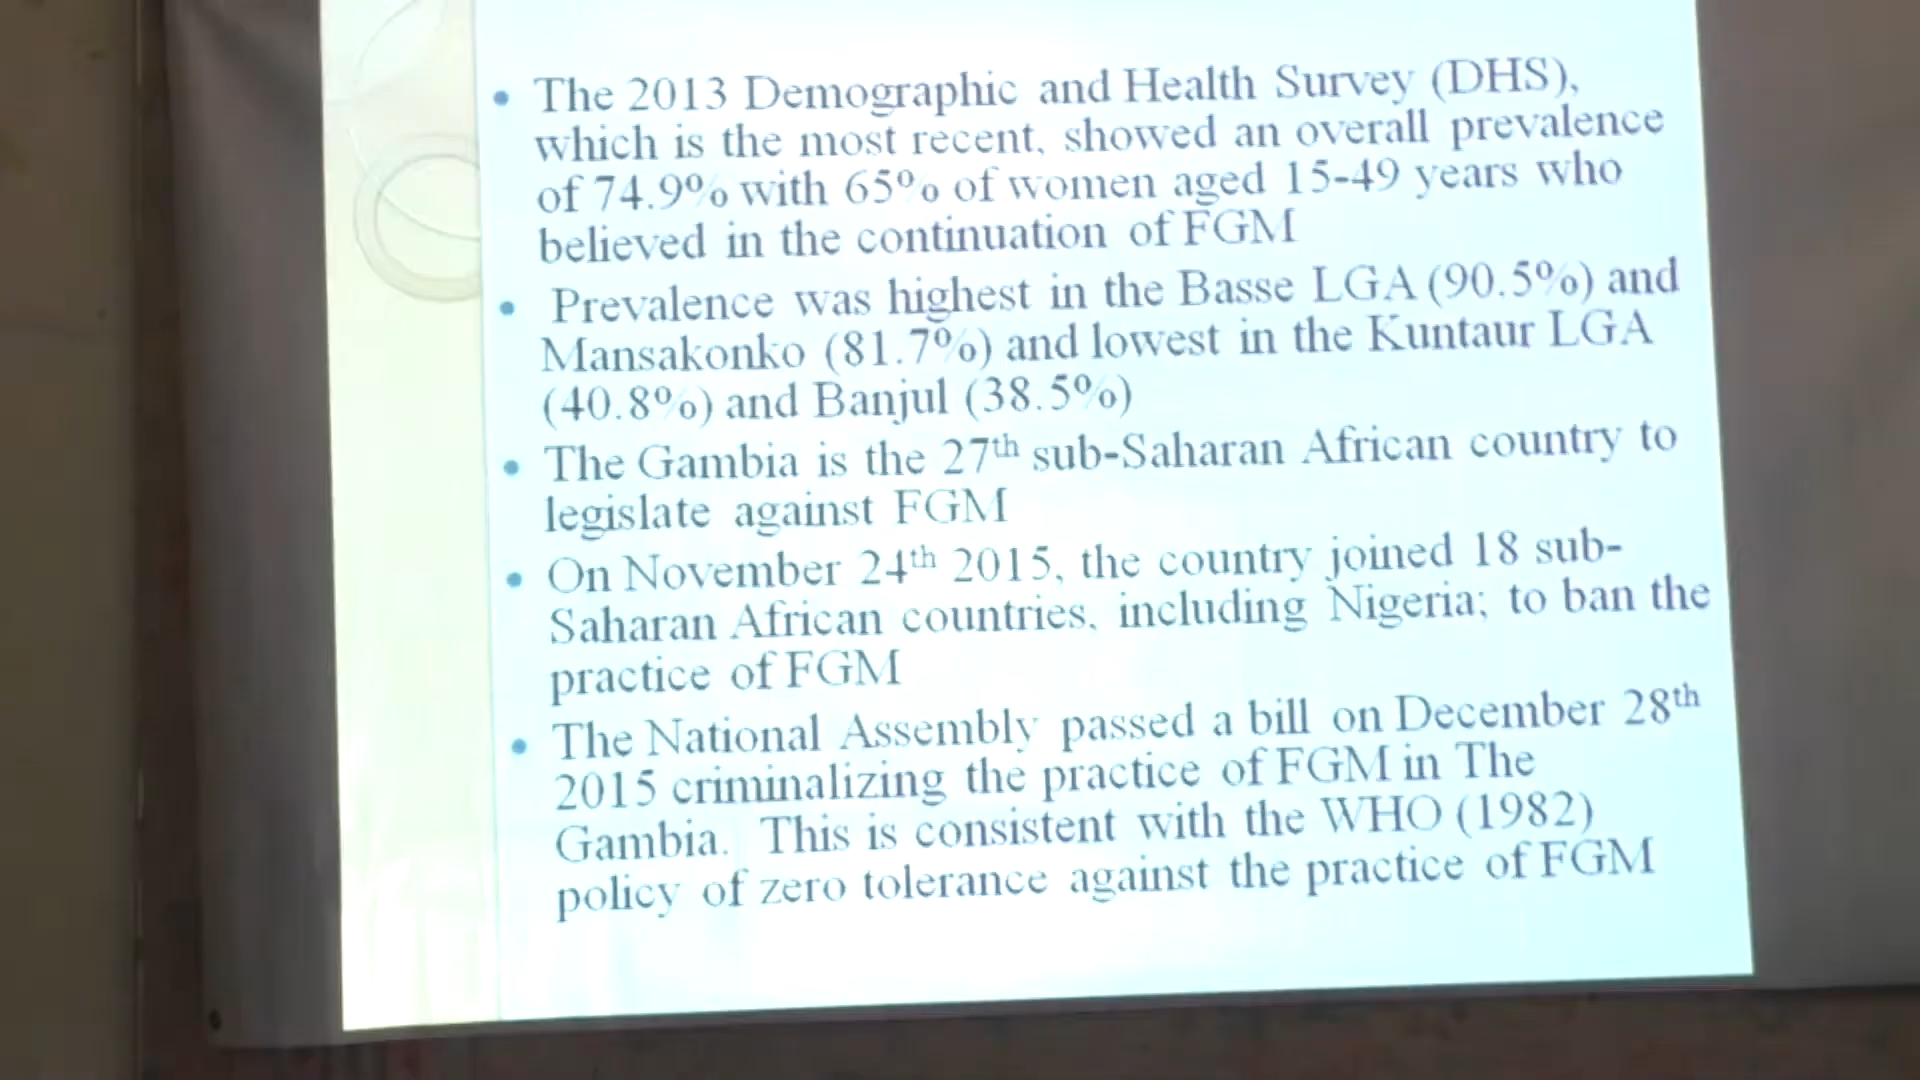 • The 2013 Demographic and Health Survey (DHS),
which is the most recent, showed an overall prevalence
of 74.9% with 65% of women aged 15-49 years who
believed in the continuation of FGM
• Prevalence was highest in the Basse LGA (90.5%) and
Mansakonko (81.7%) and lowest in the Kuntaur LGA
(40.8%) and Banjul (38.5%)
• The Gambia is the 27th sub-Saharan African country to
legislate against FGM
• On November 24th 2015, the country joined 18 sub-
Saharan African countries, including Nigeria; to ban the
practice of FGM
• The National Assembly passed a bill on December 28th
2015 criminalizing the practice of FGM in The
Gambia. This is consistent with the WHO (1982)
policy of zero tolerance against the practice of FGM